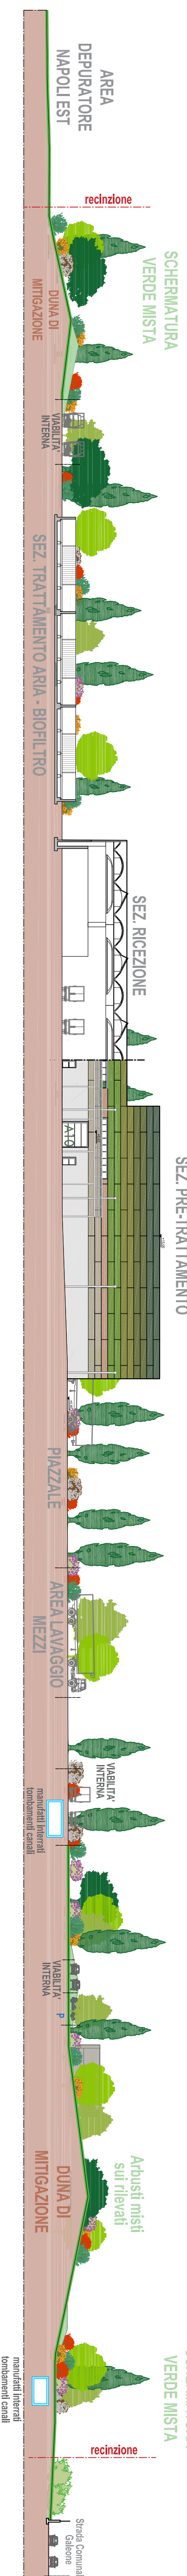 AREA
DEPURATORE
NAPOLI EST
recinzione
SCHERMATURA
VERDE MISTA
DUNA DI
MITIGAZIONE
VIABILITA'
INTERNA
SEZ. TRATTAMENTO ARIA - BIOFILTRO
SEZ. RICEZIONE
SEZ. PRE-TRATTAMENTO
PIAZZALE
AREA LAVAGGIO
MEZZI
VIABILITA'
INTERNA
manufatti interrati
tombamenti canali
VIABILITA'
INTERNA
P
Arbusti misti
sui rilevati
DUNA DI
MITIGAZIONE
VERDE MISTA
manufatti interrati
tombamenti canali
recinzione
Strada Comunale
Galeone